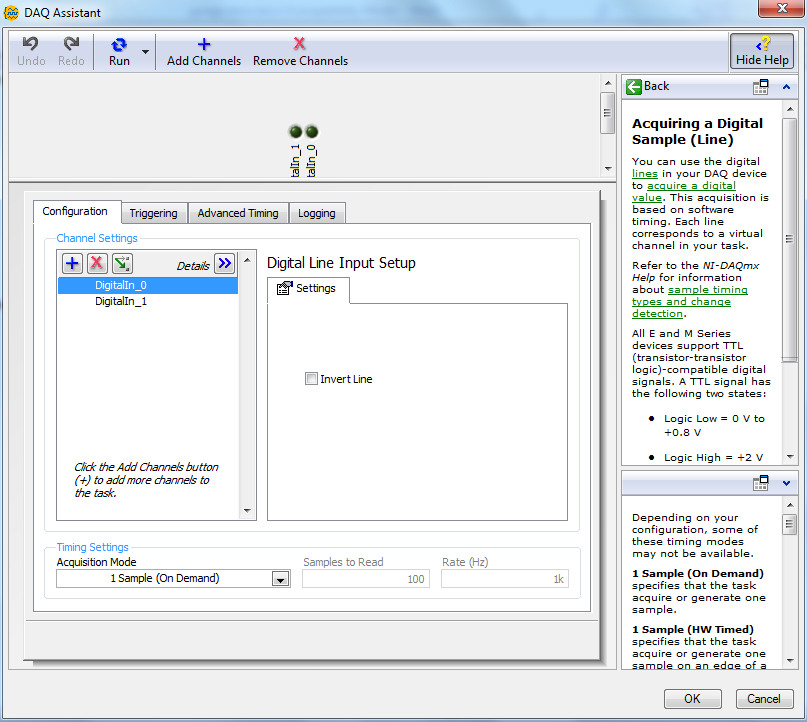 DAQ Assistant
Undo Redo Run Add Channels Remove Channels Hide Help
talIn_1
talIn_0
Configuration Triggering Advanced Timing Logging
Channel Settings
Details
DigitalIn_0
DigitalIn_1
Click the Add Channels button
(+) to add more channels to
the task.
Digital Line Input Setup
Settings
Invert Line
Timing Settings
Acquisition Mode Samples to Read Rate (Hz)
1 Sample (On Demand) 100 1k
Back
Acquiring a Digital
Sample (Line)
You can use the digital
lines in your DAQ device
to acquire a digital
value. This acquisition is
based on software
timing. Each line
corresponds to a virtual
channel in your task.
Refer to the NI-DAQmx
Help for information
about sample timing
types and change
detection.
All E and M Series
devices support TTL
(transistor-transistor
logic)-compatible digital
signals. A TTL signal has
the following two states:
• Logic Low = 0 V to
+0.8 V
• Logic High = +2 V
Depending on your
configuration, some of
these timing modes
may not be available.
1 Sample (On Demand)
specifies that the task
acquire or generate one
sample.
1 Sample (HW Timed)
specifies that the task
acquire or generate one
sample on an edge of a
OK Cancel